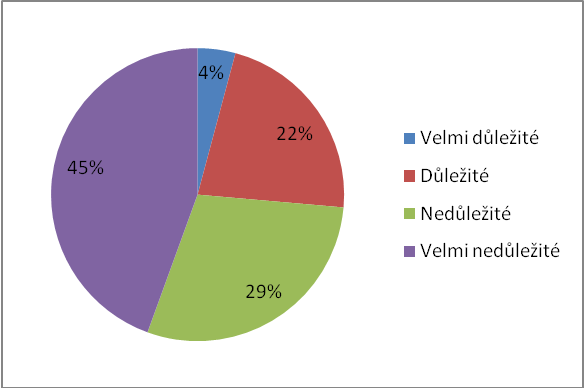 4%
22%
45%
29%
Velmi důležité
Důležité
Nedůležité
Velmi nedůležité